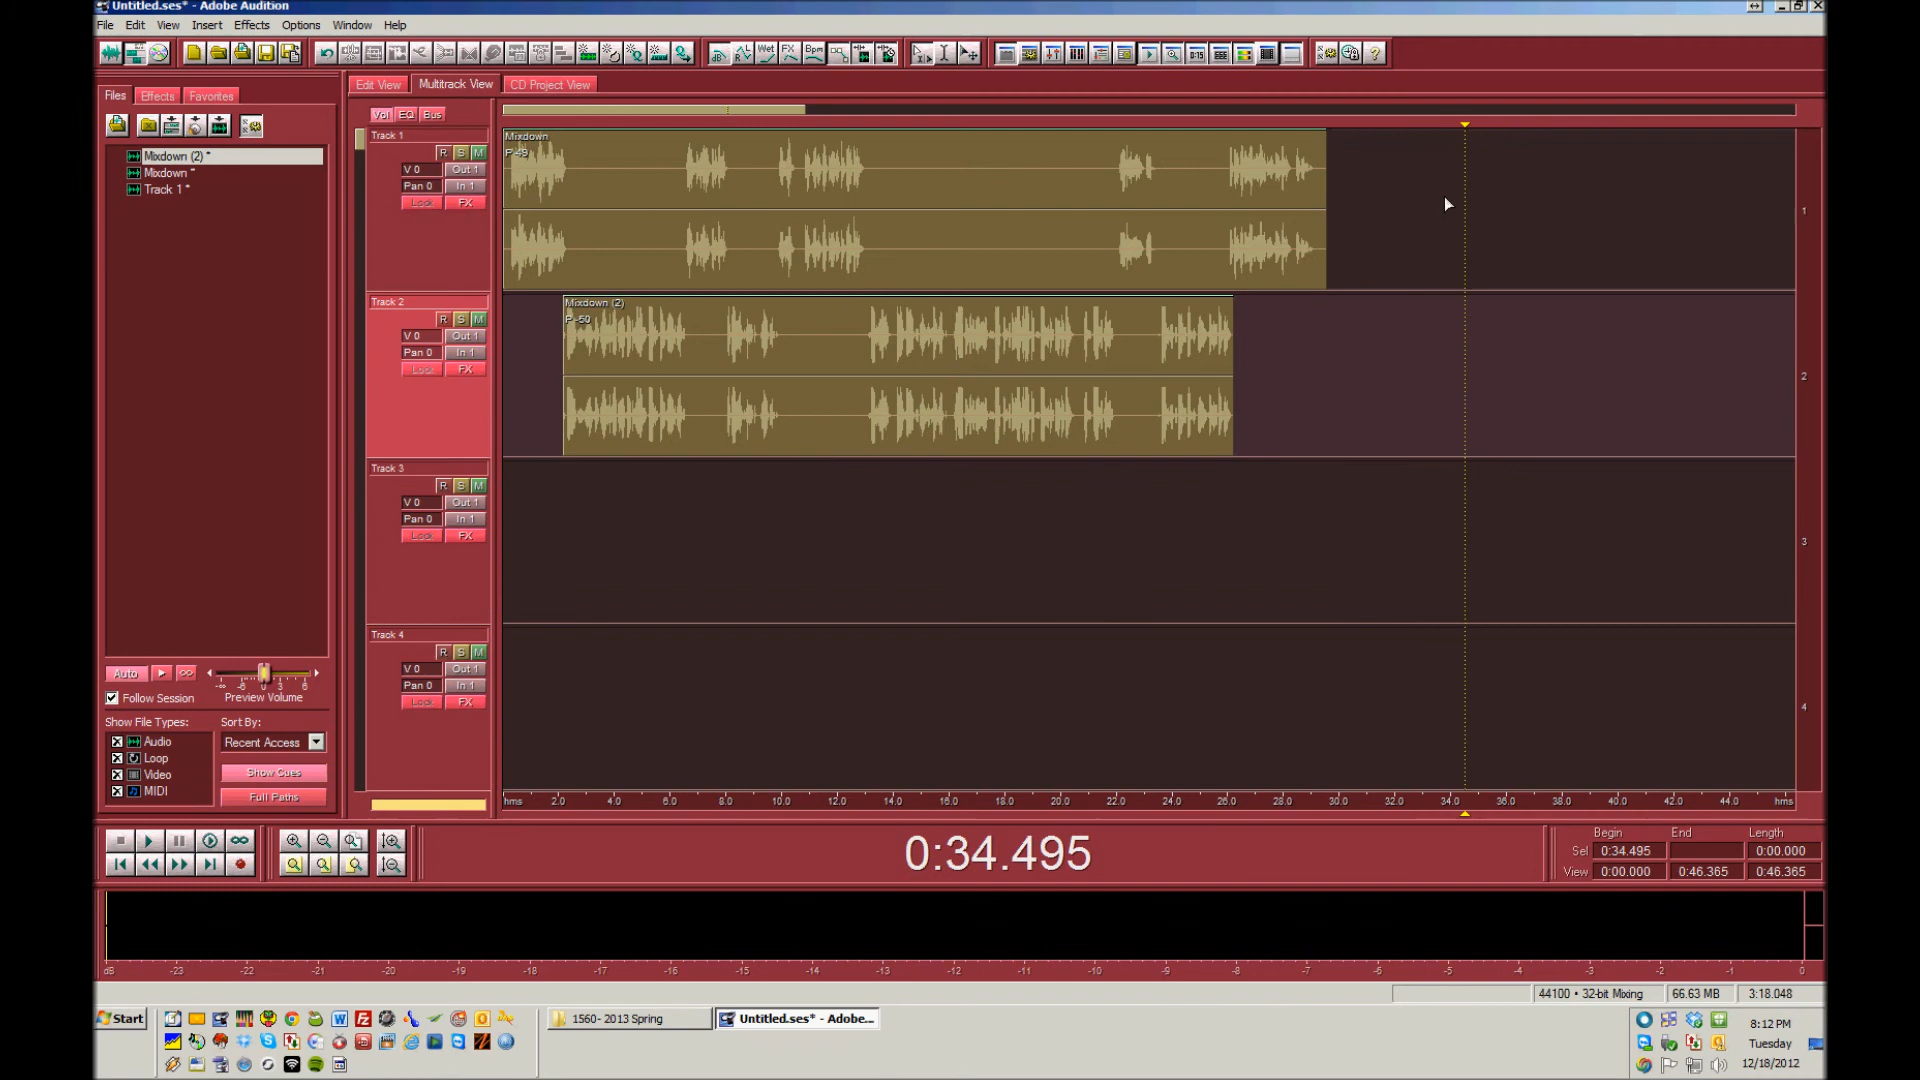 Untitled.ses* - Adobe Audition
File Edit View Insert Effects Options Window Help
Wet FX Bpm
Files Effects Favorites
Edit View Multitrack View CD Project View
Vol EQ Bus
Mixdown (2) *
Mixdown *
Track 1 *
Track 1
R S M
V 0 Out 1
Pan 0 In 1
Lock FX
Mixdown
P -49
1
Track 2
R S M
V 0 Out 1
Pan 0 In 1
Lock FX
Mixdown (2)
P -50
2
Track 3
R S M
V 0 Out 1
Pan 0 In 1
Lock FX
3
Track 4
R S M
V 0 Out 1
Pan 0 In 1
Lock FX
4
Auto
-∞ -6 0 3 6
Follow Session Preview Volume
Show File Types: Sort By:
Audio
Loop
Video
MIDI
Recent Access
Show Cues
Full Paths
hms 2.0 4.0 6.0 8.0 10.0 12.0 14.0 16.0 18.0 20.0 22.0 24.0 26.0 28.0 30.0 32.0 34.0 36.0 38.0 40.0 42.0 44.0 hms
0:34.495
Begin End Length
Sel 0:34.495 0:00.000
View 0:00.000 0:46.365 0:46.365
dB -23 -22 -21 -20 -19 -18 -17 -16 -15 -14 -13 -12 -11 -10 -9 -8 -7 -6 -5 -4 -3 -2 -1 0
44100 • 32-bit Mixing 66.63 MB 3:18.048
Start
1560- 2013 Spring
Untitled.ses* - Adobe...
8:12 PM
Tuesday
12/18/2012